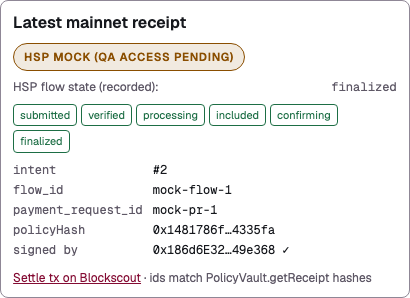 Latest mainnet receipt
HSP MOCK (QA ACCESS PENDING)
HSP flow state (recorded): finalized
submitted verified processing included confirming
finalized
intent #2
flow_id mock-flow-1
payment_request_id mock-pr-1
policyHash 0x1481786f…4335fa
signed by 0x186d6E32…49e368 ✓
Settle tx on Blockscout · ids match PolicyVault.getReceipt hashes